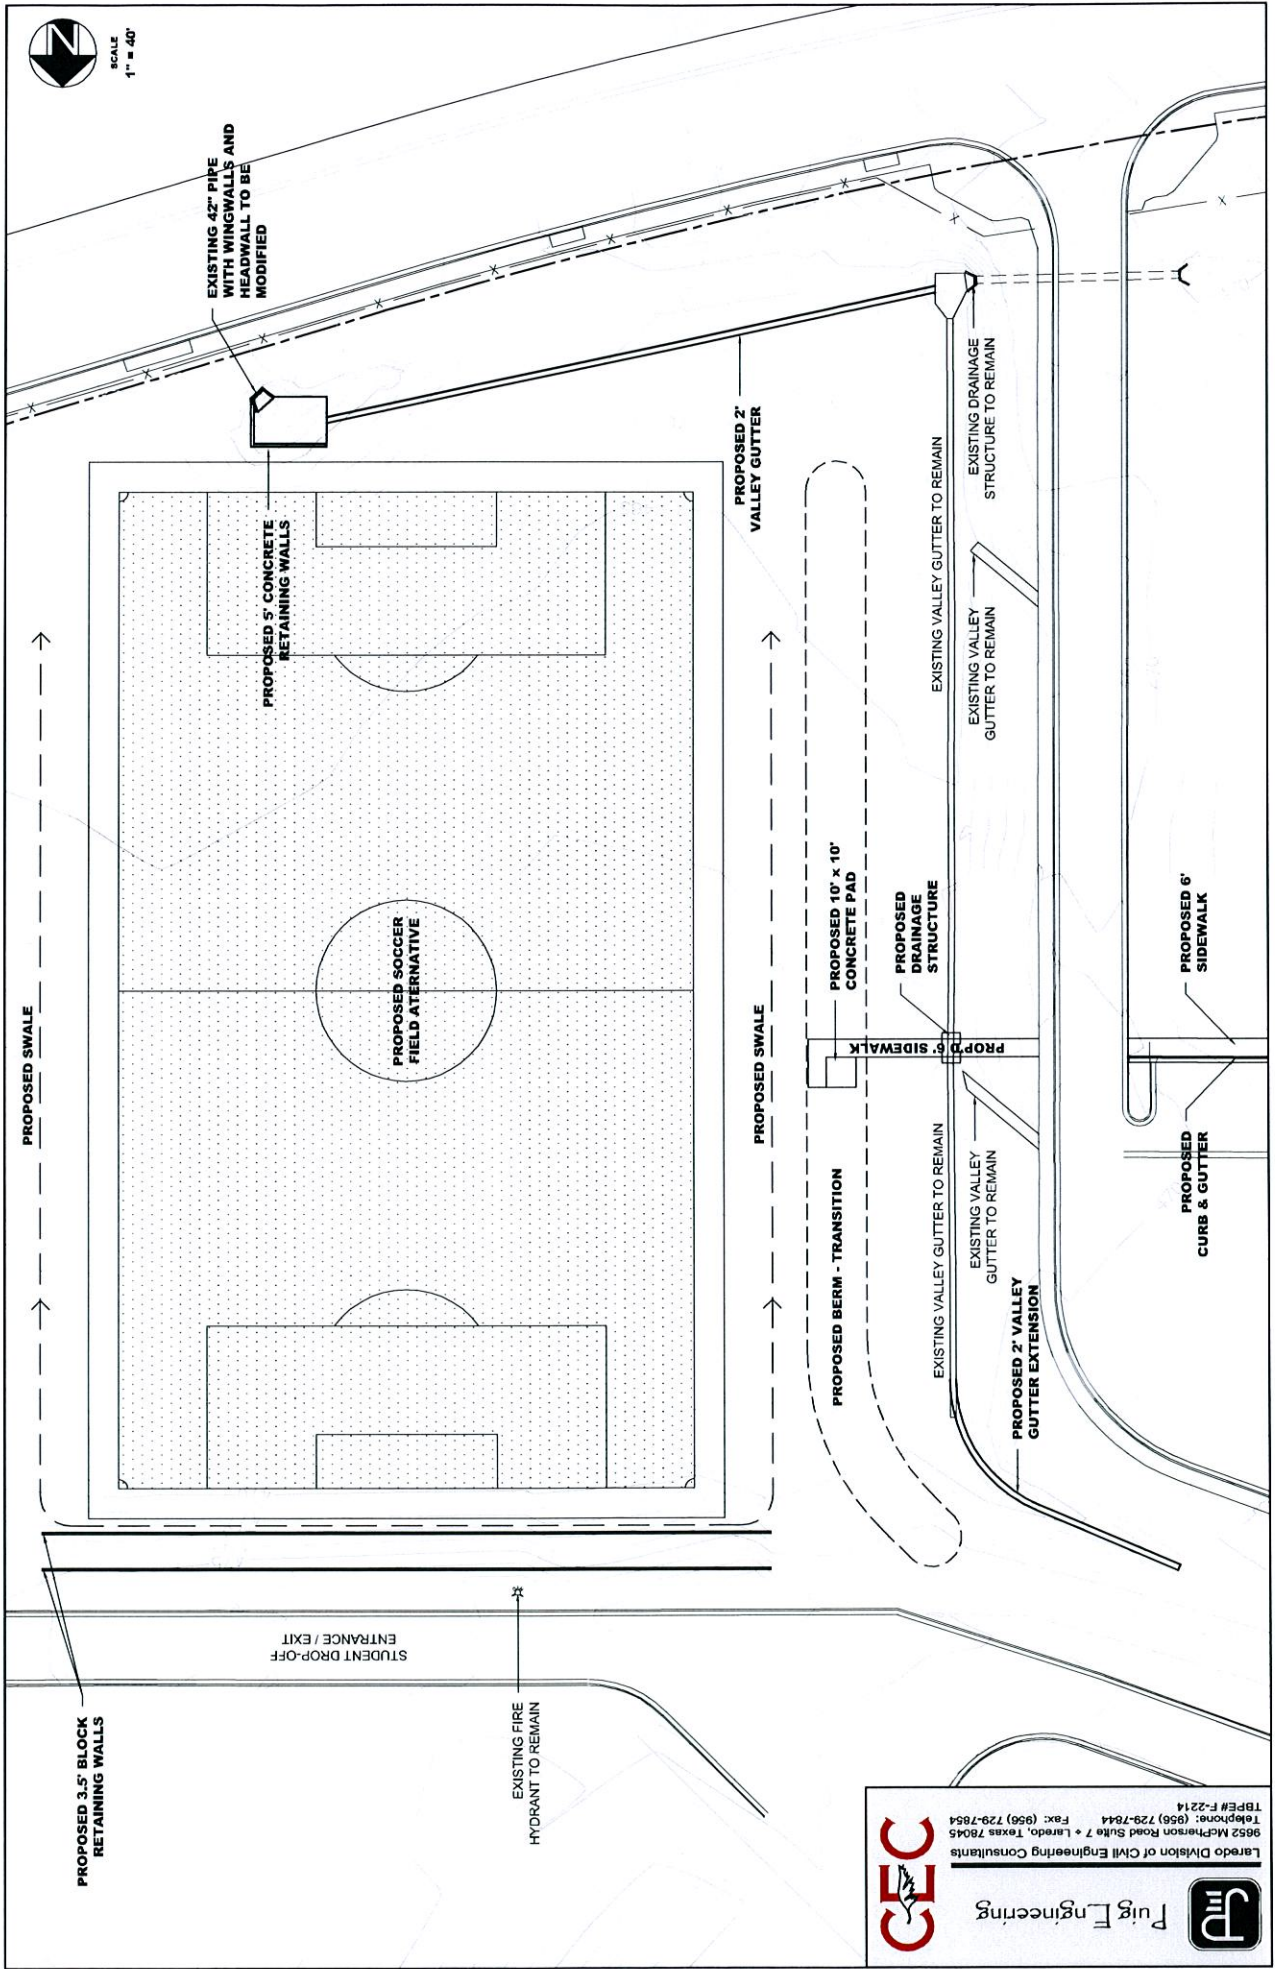 N
SCALE
1" = 40'
EXISTING 42" PIPE
WITH WINGWALLS AND
HEADWALL TO BE
MODIFIED
PROPOSED 5' CONCRETE
RETAINING WALLS
PROPOSED 2'
VALLEY GUTTER
EXISTING VALLEY GUTTER TO REMAIN
EXISTING DRAINAGE
STRUCTURE TO REMAIN
EXISTING VALLEY
GUTTER TO REMAIN
PROPOSED SWALE
PROPOSED SOCCER
FIELD ATERNATIVE
PROPOSED SWALE
PROPOSED 10' x 10'
CONCRETE PAD
PROPOSED
DRAINAGE
STRUCTURE
PROP'D 6' SIDEWALK
PROPOSED 6'
SIDEWALK
PROPOSED BERM - TRANSITION
EXISTING VALLEY GUTTER TO REMAIN
EXISTING VALLEY
GUTTER TO REMAIN
PROPOSED
CURB & GUTTER
PROPOSED 2' VALLEY
GUTTER EXTENSION
STUDENT DROP-OFF
ENTRANCE / EXIT
PROPOSED 3.5' BLOCK
RETAINING WALLS
EXISTING FIRE
HYDRANT TO REMAIN
Puig Engineering
CEC
Laredo Division of Civil Engineering Consultants
9652 McPherson Road Suite 7 ♦ Laredo, Texas 78045
Telephone: (956) 729-7844 Fax: (956) 729-7854
TBPE# F-2214